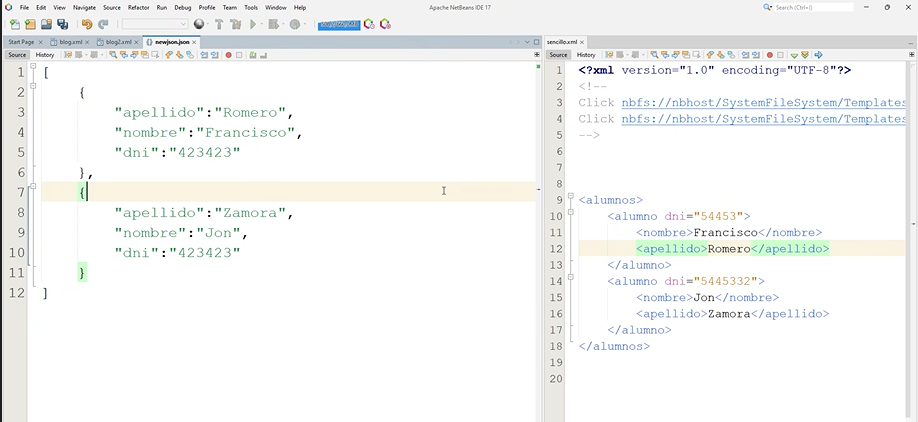 File Edit View Navigate Source Refactor Run Debug Profile Team Tools Window Help
Apache NetBeans IDE 17
Search (Ctrl+I)
Start Page blog.xml blog2.xml newjson.json
Source History
1 [
2 {
3 "apellido":"Romero",
4 "nombre":"Francisco",
5 "dni":"423423"
6 },
7 {
8 "apellido":"Zamora",
9 "nombre":"Jon",
10 "dni":"423423"
11 }
12 ]
sencillo.xml
Source History
1 <?xml version="1.0" encoding="UTF-8"?>
2 <!--
3 Click nbfs://nbhost/SystemFileSystem/Templates
4 Click nbfs://nbhost/SystemFileSystem/Templates
5 -->
6
7
8
9 <alumnos>
10 <alumno dni="54453">
11 <nombre>Francisco</nombre>
12 <apellido>Romero</apellido>
13 </alumno>
14 <alumno dni="5445332">
15 <nombre>Jon</nombre>
16 <apellido>Zamora</apellido>
17 </alumno>
18 </alumnos>
19
20